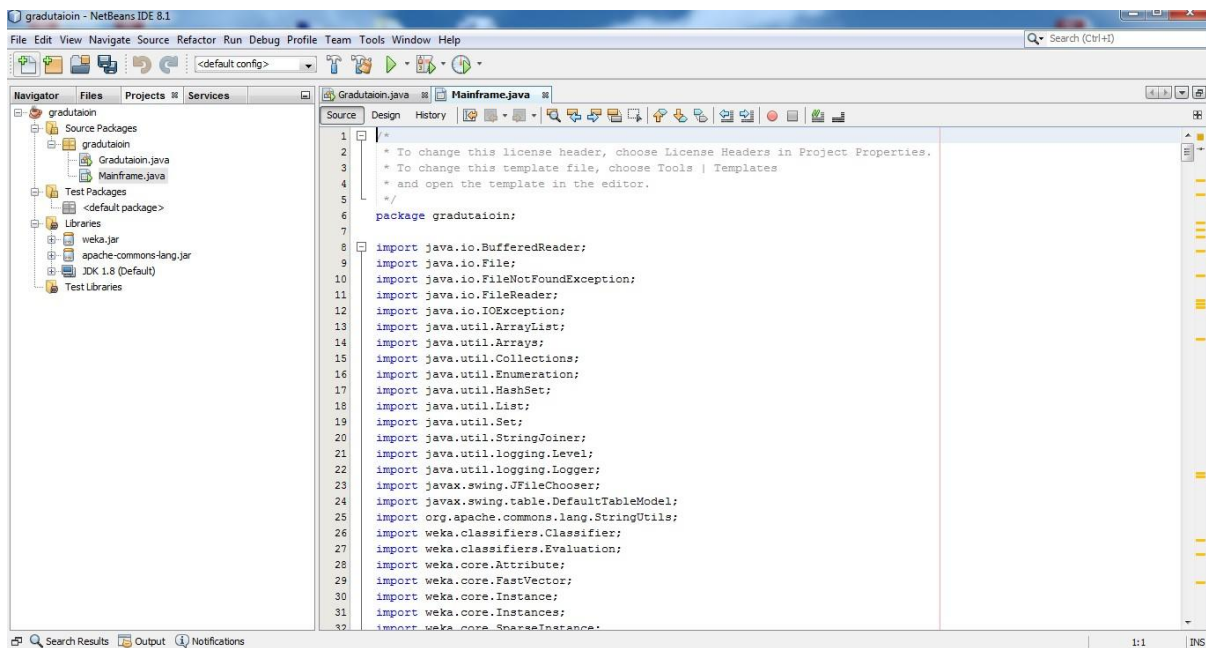 gradutaioin - NetBeans IDE 8.1
File Edit View Navigate Source Refactor Run Debug Profile Team Tools Window Help
Search (Ctrl+I)
<default config>
Navigator Files Projects Services
Gradutaioin.java Mainframe.java
Source Design History
gradutaioin
Source Packages
gradutaioin
Gradutaioin.java
Mainframe.java
Test Packages
<default package>
Libraries
weka.jar
apache-commons-lang.jar
JDK 1.8 (Default)
Test Libraries
1 /*
2 * To change this license header, choose License Headers in Project Properties.
3 * To change this template file, choose Tools | Templates
4 * and open the template in the editor.
5 */
6 package gradutaioin;
7
8 import java.io.BufferedReader;
9 import java.io.File;
10 import java.io.FileNotFoundException;
11 import java.io.FileReader;
12 import java.io.IOException;
13 import java.util.ArrayList;
14 import java.util.Arrays;
15 import java.util.Collections;
16 import java.util.Enumeration;
17 import java.util.HashSet;
18 import java.util.List;
19 import java.util.Set;
20 import java.util.StringJoiner;
21 import java.util.logging.Level;
22 import java.util.logging.Logger;
23 import javax.swing.JFileChooser;
24 import javax.swing.table.DefaultTableModel;
25 import org.apache.commons.lang.StringUtils;
26 import weka.classifiers.Classifier;
27 import weka.classifiers.Evaluation;
28 import weka.core.Attribute;
29 import weka.core.FastVector;
30 import weka.core.Instance;
31 import weka.core.Instances;
32 import weka.core.SparseInstance;
Search Results Output Notifications
1:1 INS